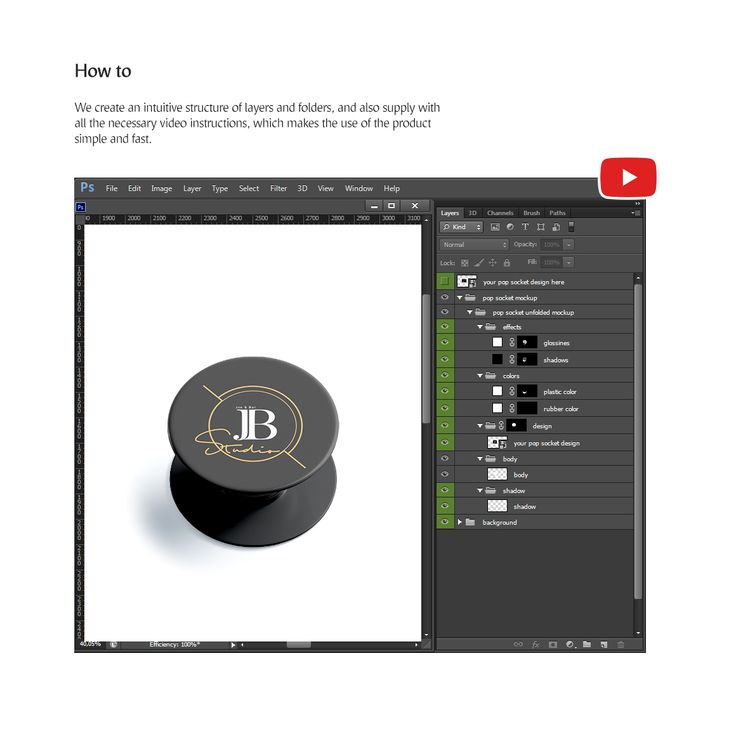 How to
We create an intuitive structure of layers and folders, and also supply with
all the necessary video instructions, which makes the use of the product
simple and fast.
Ps File Edit Image Layer Type Select Filter 3D View Window Help
Ps
1900 2000 2100 2200 2300 2400 2500 2600 2700 2800 2900 3000 3100
Layers 3D Channels Brush Paths
Kind
Normal Opacity: 100%
Lock: Fill: 100%
your pop socket design here
pop socket mockup
pop socket unfolded mockup
effects
glossines
shadows
colors
plastic color
rubber color
design
your pop socket design
body
body
shadow
shadow
background
JB
Studio
40,05% Efficiency: 100%*
fx